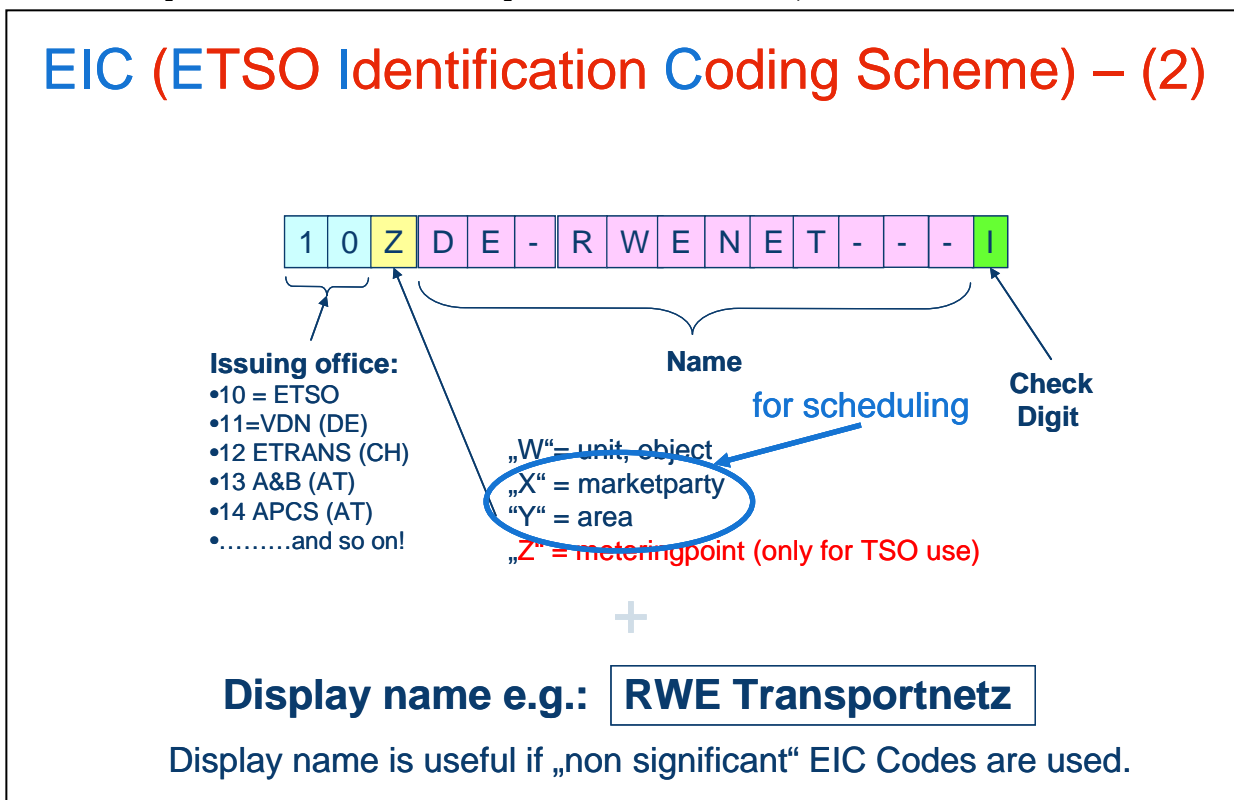 EIC (ETSO Identification Coding Scheme) – (2)
1 0 Z D E - R W E N E T - - - I
Issuing office:
•10 = ETSO
•11=VDN (DE)
•12 ETRANS (CH)
•13 A&B (AT)
•14 APCS (AT)
•………and so on!
Name
Check
Digit
for scheduling
„W“= unit, object
„X“ = marketparty
“Y“ = area
„Z“ = meteringpoint (only for TSO use)
+
Display name e.g.: RWE Transportnetz
Display name is useful if „non significant“ EIC Codes are used.